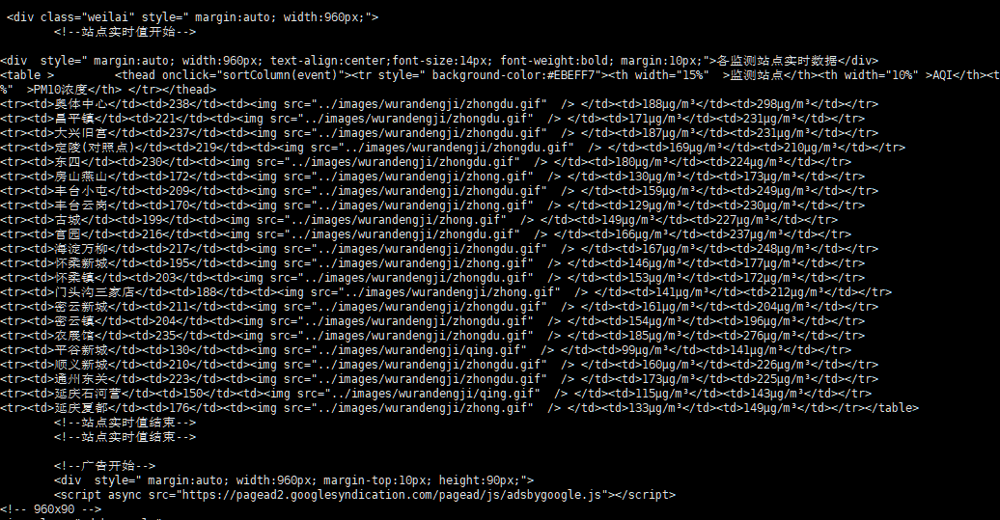 <div class="weilai" style=" margin:auto; width:960px;">
<!--站点实时值开始-->
<div  style=" margin:auto; width:960px; text-align:center;font-size:14px; font-weight:bold; margin:10px;">各监测站点实时数据</div>
<table >        <thead onclick="sortColumn(event)"><tr style=" background-color:#EBEFF7"><th width="15%"  >监测站点</th><th width="10%" >AQI</th><t
%"  >PM10浓度</th> </tr></thead>
<tr><td>奥体中心</td><td>238</td><td><img src="../images/wurandengji/zhongdu.gif"  /> </td><td>188μg/m³</td><td>298μg/m³</td></tr>
<tr><td>昌平镇</td><td>221</td><td><img src="../images/wurandengji/zhongdu.gif"  /> </td><td>171μg/m³</td><td>231μg/m³</td></tr>
<tr><td>大兴旧宫</td><td>237</td><td><img src="../images/wurandengji/zhongdu.gif"  /> </td><td>187μg/m³</td><td>231μg/m³</td></tr>
<tr><td>定陵(对照点)</td><td>219</td><td><img src="../images/wurandengji/zhongdu.gif"  /> </td><td>169μg/m³</td><td>210μg/m³</td></tr>
<tr><td>东四</td><td>230</td><td><img src="../images/wurandengji/zhongdu.gif"  /> </td><td>180μg/m³</td><td>224μg/m³</td></tr>
<tr><td>房山燕山</td><td>172</td><td><img src="../images/wurandengji/zhong.gif"  /> </td><td>130μg/m³</td><td>173μg/m³</td></tr>
<tr><td>丰台小屯</td><td>209</td><td><img src="../images/wurandengji/zhongdu.gif"  /> </td><td>159μg/m³</td><td>249μg/m³</td></tr>
<tr><td>丰台云岗</td><td>170</td><td><img src="../images/wurandengji/zhong.gif"  /> </td><td>129μg/m³</td><td>230μg/m³</td></tr>
<tr><td>古城</td><td>199</td><td><img src="../images/wurandengji/zhong.gif"  /> </td><td>149μg/m³</td><td>227μg/m³</td></tr>
<tr><td>官园</td><td>216</td><td><img src="../images/wurandengji/zhongdu.gif"  /> </td><td>166μg/m³</td><td>237μg/m³</td></tr>
<tr><td>海淀万柳</td><td>217</td><td><img src="../images/wurandengji/zhongdu.gif"  /> </td><td>167μg/m³</td><td>248μg/m³</td></tr>
<tr><td>怀柔新城</td><td>195</td><td><img src="../images/wurandengji/zhong.gif"  /> </td><td>146μg/m³</td><td>177μg/m³</td></tr>
<tr><td>怀柔镇</td><td>203</td><td><img src="../images/wurandengji/zhongdu.gif"  /> </td><td>153μg/m³</td><td>172μg/m³</td></tr>
<tr><td>门头沟三家店</td><td>188</td><td><img src="../images/wurandengji/zhong.gif"  /> </td><td>141μg/m³</td><td>212μg/m³</td></tr>
<tr><td>密云新城</td><td>211</td><td><img src="../images/wurandengji/zhongdu.gif"  /> </td><td>161μg/m³</td><td>204μg/m³</td></tr>
<tr><td>密云镇</td><td>204</td><td><img src="../images/wurandengji/zhongdu.gif"  /> </td><td>154μg/m³</td><td>196μg/m³</td></tr>
<tr><td>农展馆</td><td>235</td><td><img src="../images/wurandengji/zhongdu.gif"  /> </td><td>185μg/m³</td><td>276μg/m³</td></tr>
<tr><td>平谷新城</td><td>130</td><td><img src="../images/wurandengji/qing.gif"  /> </td><td>99μg/m³</td><td>141μg/m³</td></tr>
<tr><td>顺义新城</td><td>210</td><td><img src="../images/wurandengji/zhongdu.gif"  /> </td><td>160μg/m³</td><td>226μg/m³</td></tr>
<tr><td>通州东关</td><td>223</td><td><img src="../images/wurandengji/zhongdu.gif"  /> </td><td>173μg/m³</td><td>225μg/m³</td></tr>
<tr><td>延庆石河营</td><td>150</td><td><img src="../images/wurandengji/qing.gif"  /> </td><td>115μg/m³</td><td>143μg/m³</td></tr>
<tr><td>延庆夏都</td><td>176</td><td><img src="../images/wurandengji/zhong.gif"  /> </td><td>133μg/m³</td><td>149μg/m³</td></tr></table>
<!--站点实时值结束-->
<!--站点实时值结束-->
<!--广告开始-->
<div  style=" margin:auto; width:960px; margin-top:10px; height:90px;">
<script async src="https://pagead2.googlesyndication.com/pagead/js/adsbygoogle.js"></script>
<!-- 960x90 -->